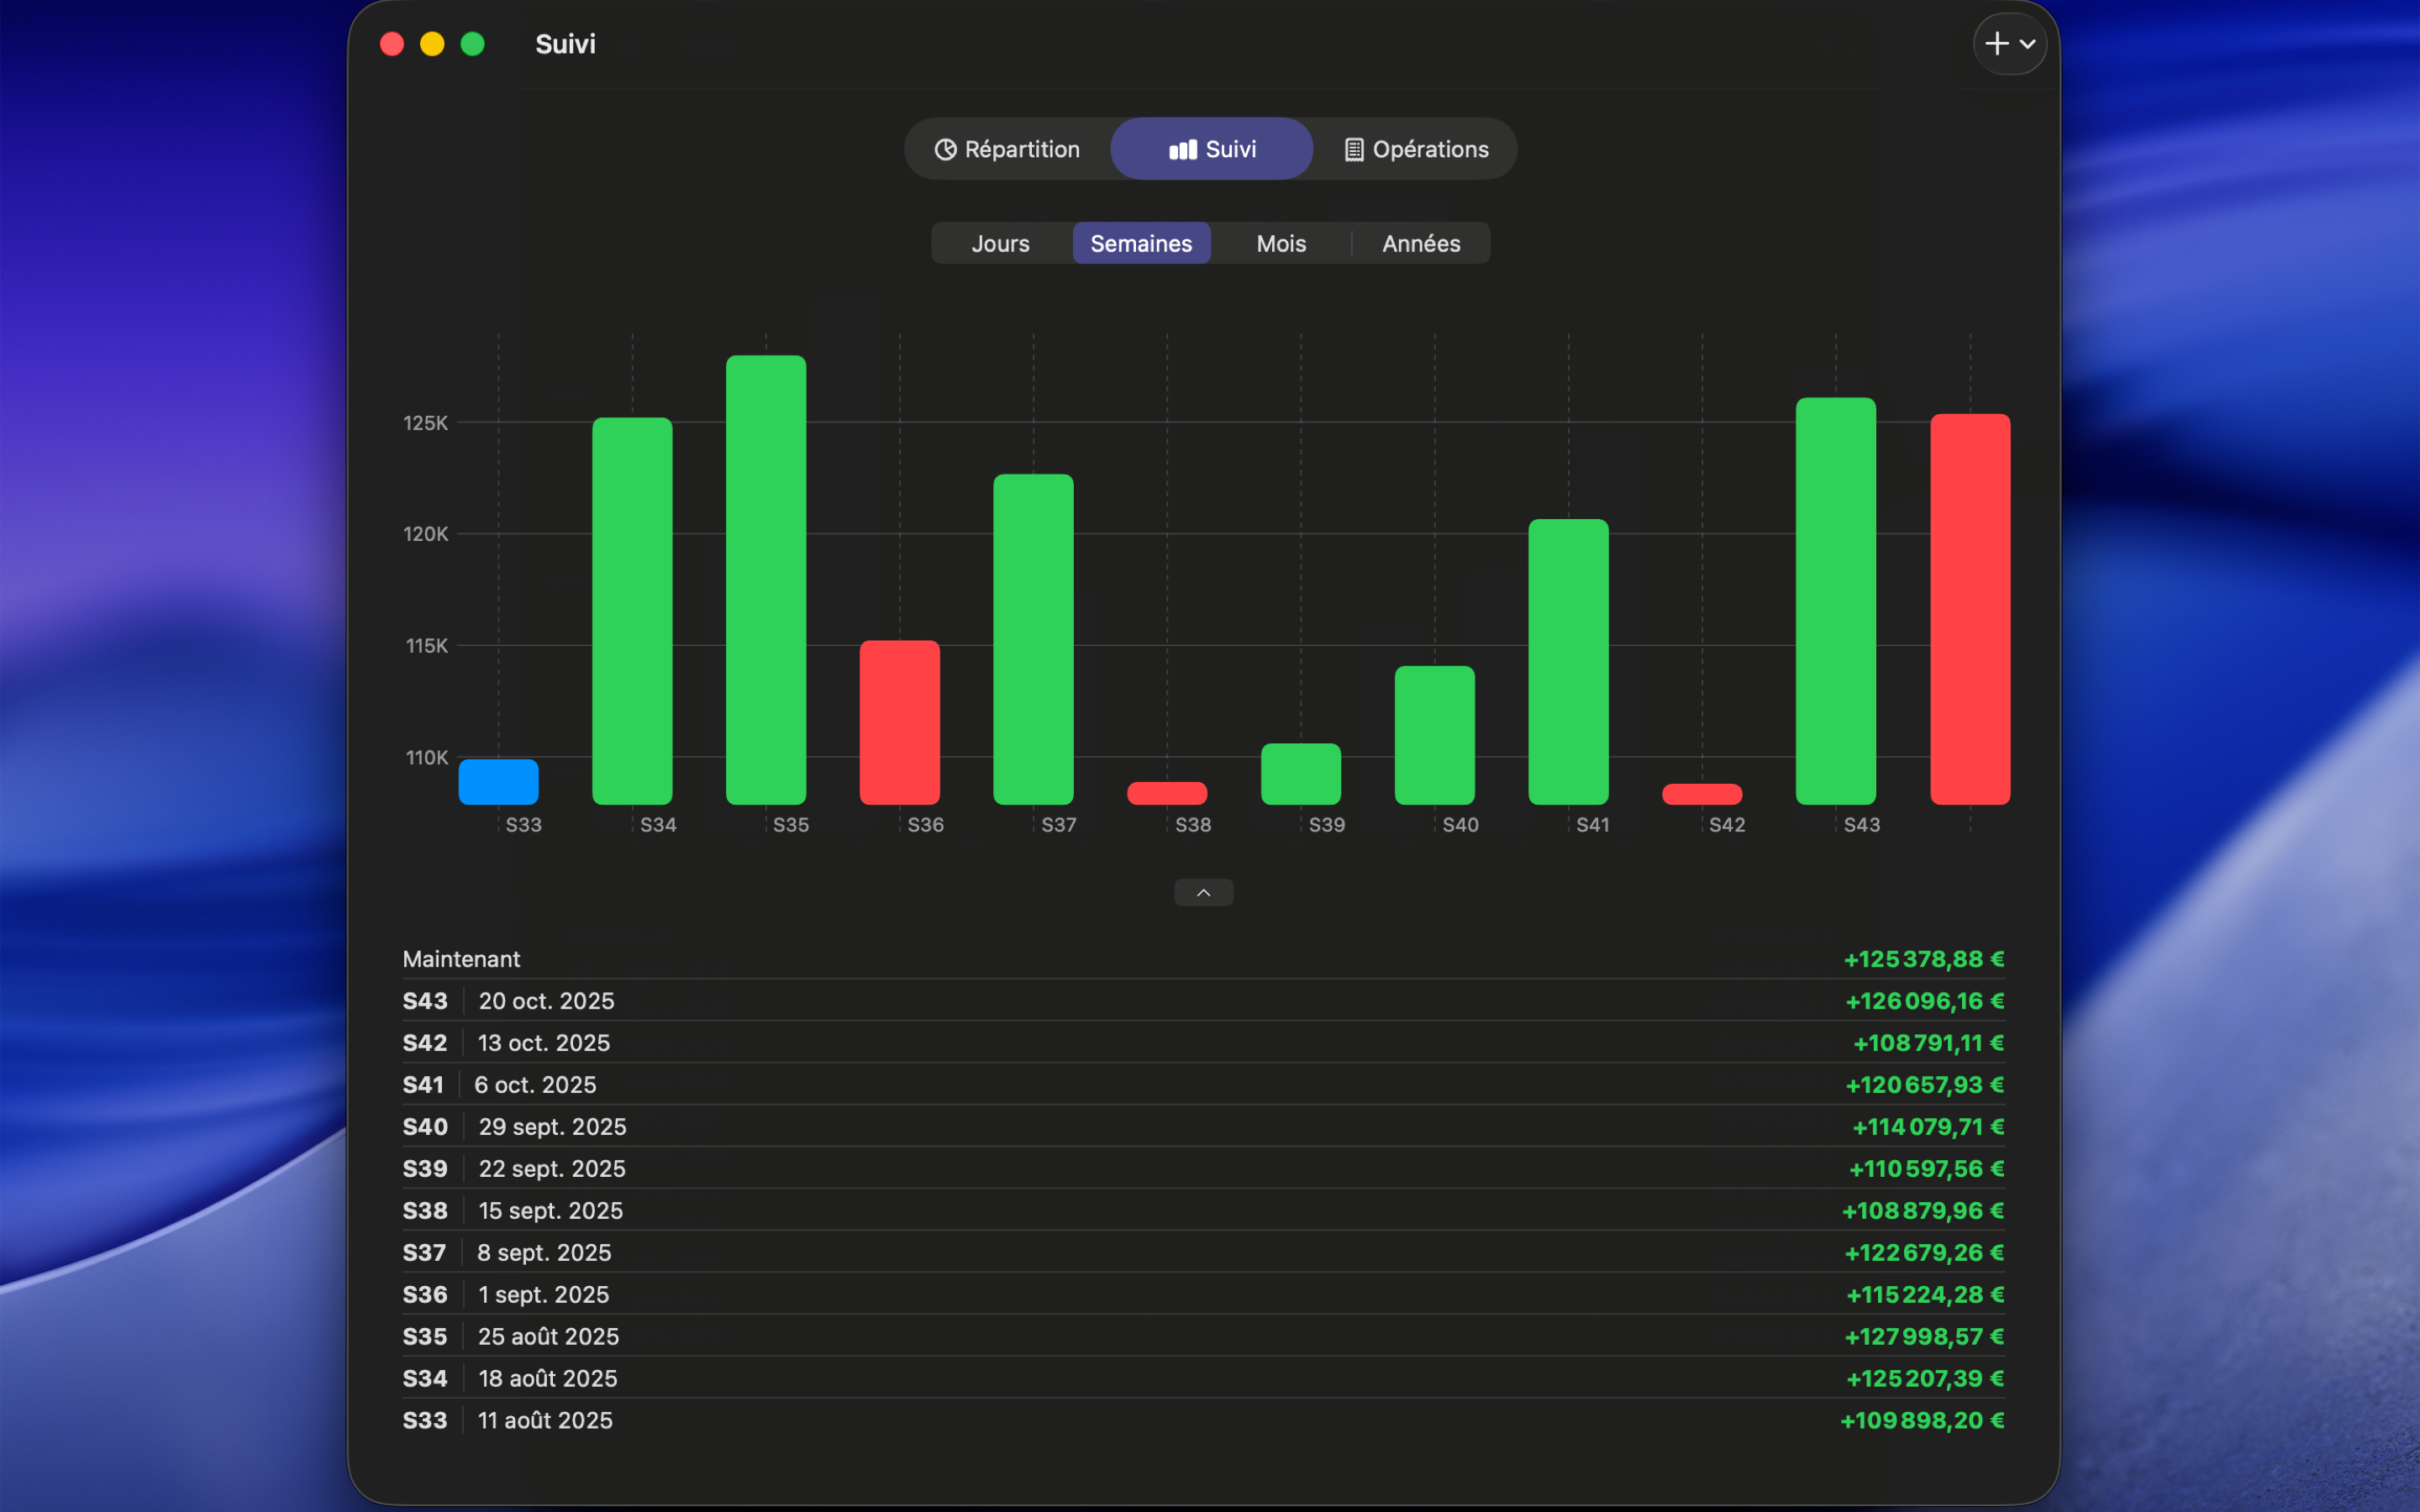 Suivi
Répartition Suivi Opérations
Jours Semaines Mois Années
125K
120K
115K
110K
S33 S34 S35 S36 S37 S38 S39 S40 S41 S42 S43
Maintenant +125 378,88 €
S43 20 oct. 2025 +126 096,16 €
S42 13 oct. 2025 +108 791,11 €
S41 6 oct. 2025 +120 657,93 €
S40 29 sept. 2025 +114 079,71 €
S39 22 sept. 2025 +110 597,56 €
S38 15 sept. 2025 +108 879,96 €
S37 8 sept. 2025 +122 679,26 €
S36 1 sept. 2025 +115 224,28 €
S35 25 août 2025 +127 998,57 €
S34 18 août 2025 +125 207,39 €
S33 11 août 2025 +109 898,20 €